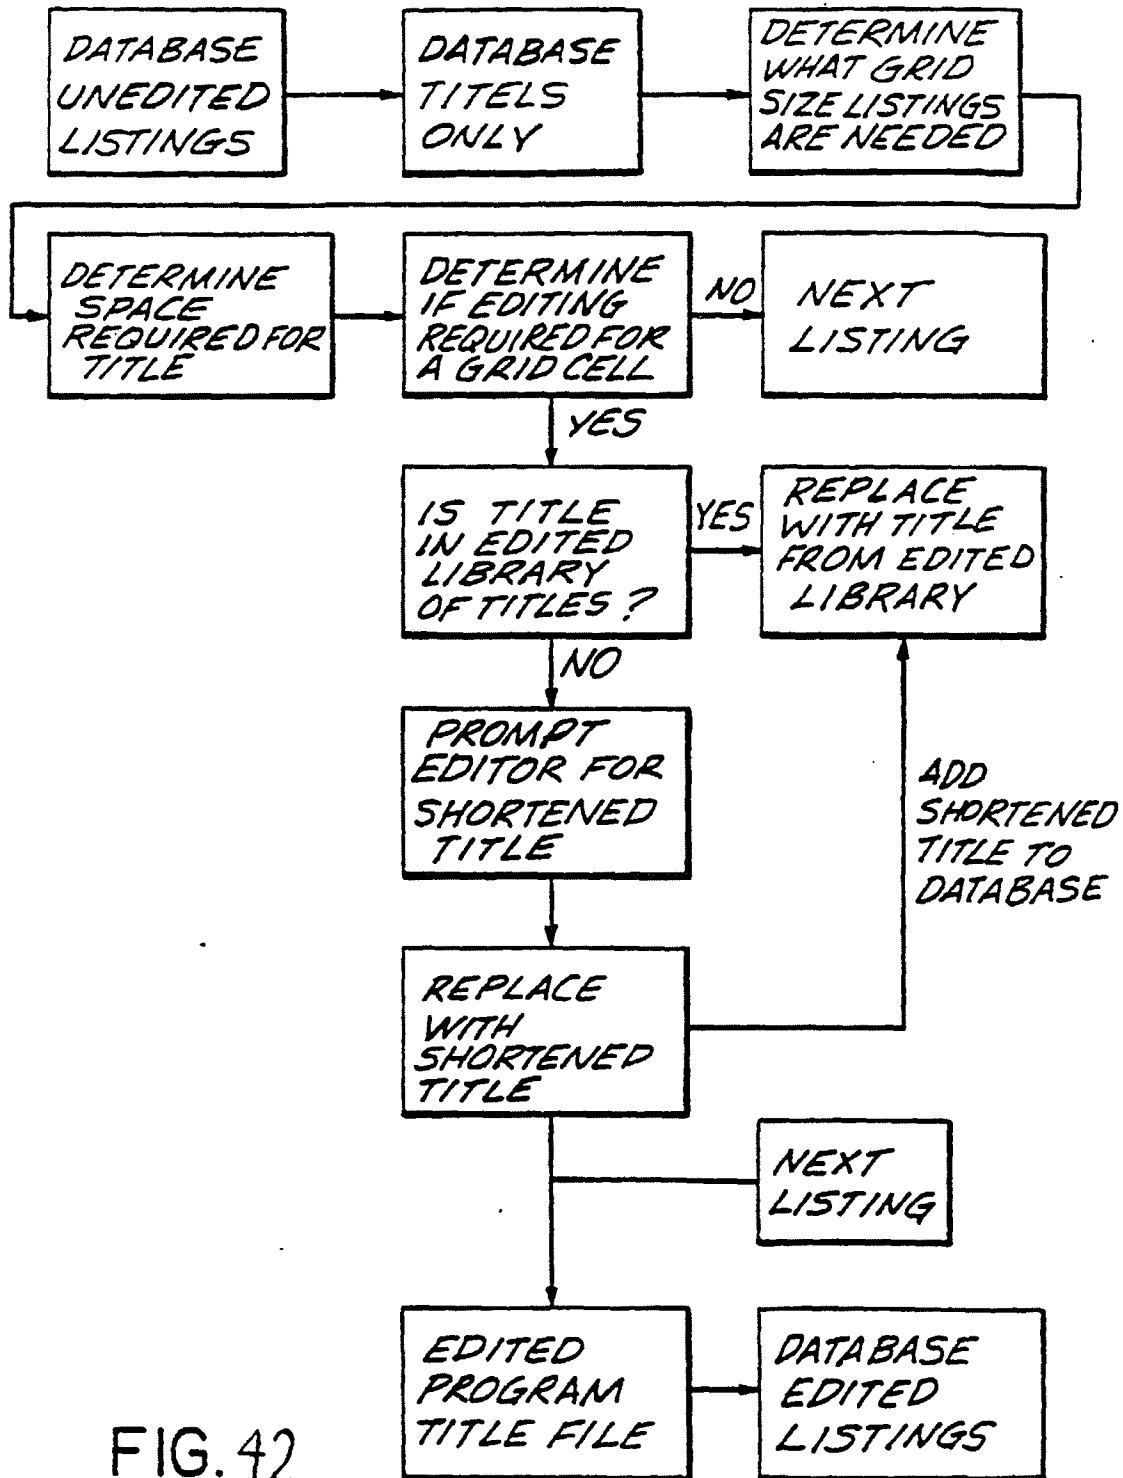 DATABASE
UNEDITED
LISTINGS
DATABASE
TITELS
ONLY
DETERMINE
WHAT GRID
SIZE LISTINGS
ARE NEEDED
DETERMINE
SPACE
REQUIRED FOR
TITLE
DETERMINE
IF EDITING
REQUIRED FOR
A GRID CELL
NO
NEXT
LISTING
YES
IS TITLE
IN EDITED
LIBRARY
OF TITLES?
YES
REPLACE
WITH TITLE
FROM EDITED
LIBRARY
NO
PROMPT
EDITOR FOR
SHORTENED
TITLE
ADD
SHORTENED
TITLE TO
DATABASE
REPLACE
WITH
SHORTENED
TITLE
NEXT
LISTING
EDITED
PROGRAM
TITLE FILE
DATABASE
EDITED
LISTINGS
FIG. 42